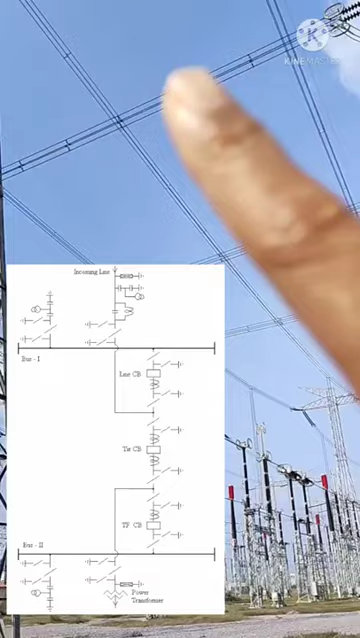 K
KINEMASTER
Incoming Line
Bus - I
Line CB
Tie CB
TF CB
Bus - II
Power
Transformer